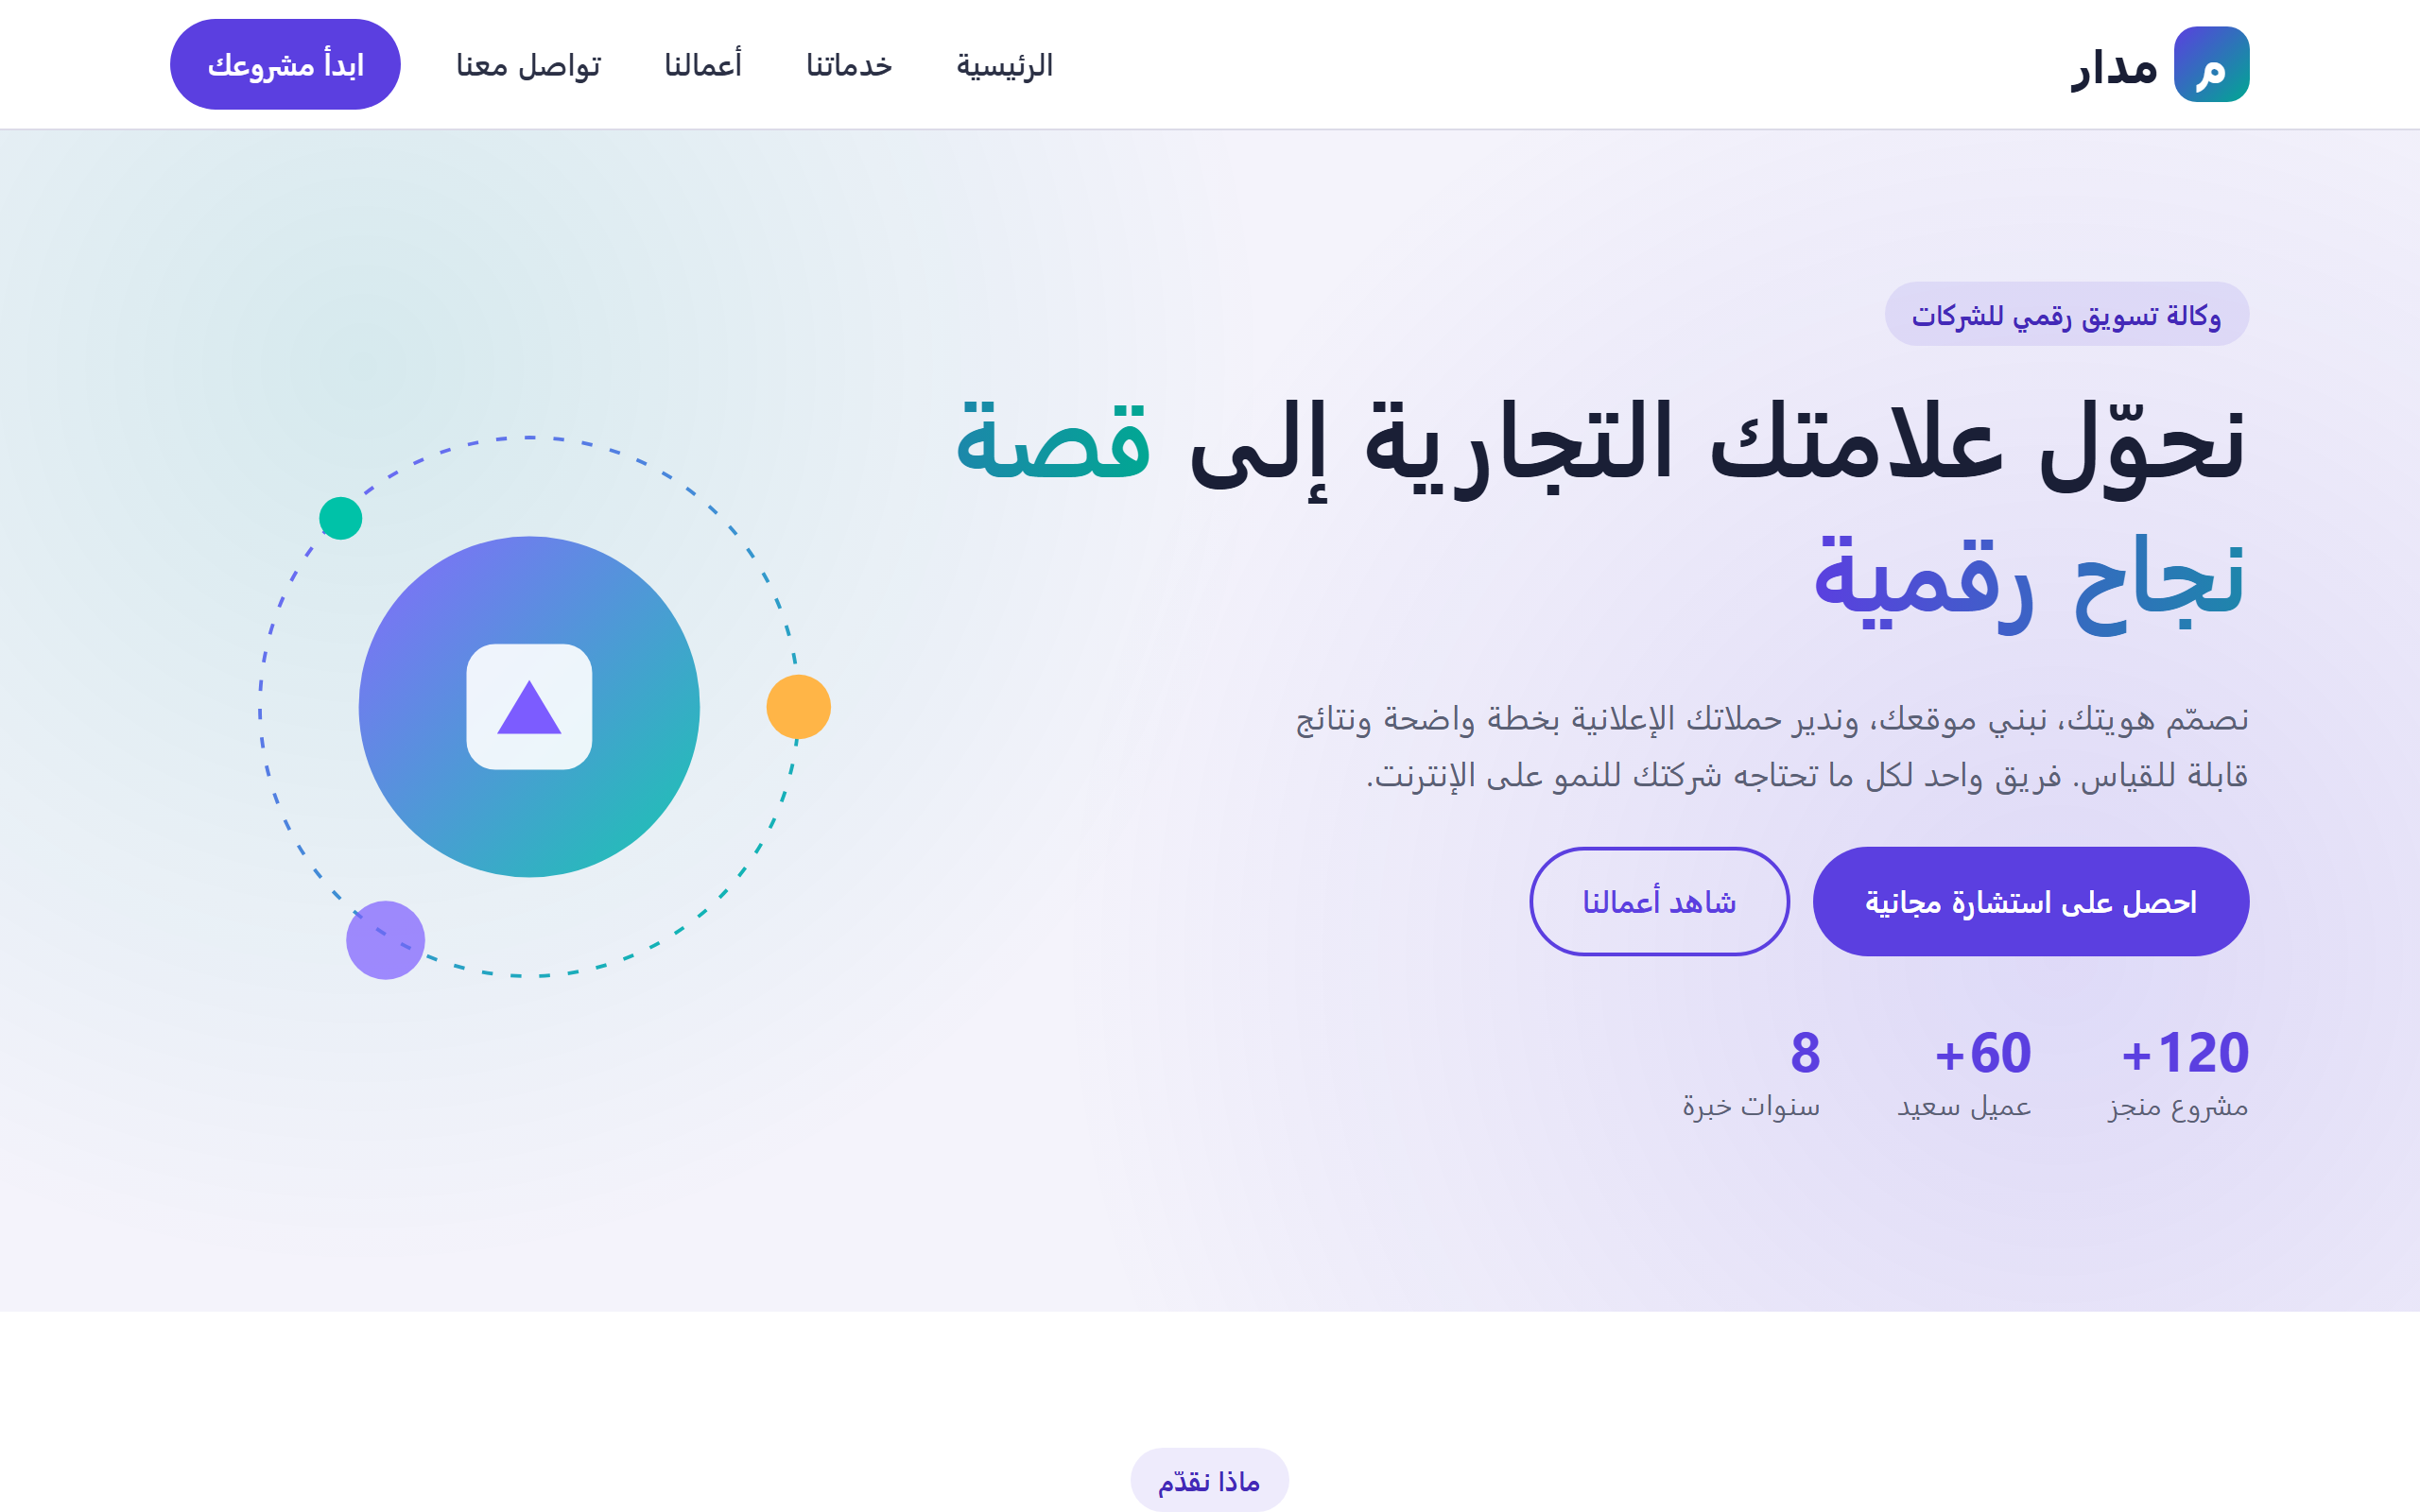 م مدار
الرئيسية
خدماتنا
أعمالنا
تواصل معنا
ابدأ مشروعك
وكالة تسويق رقمي للشركات
نحوّل علامتك التجارية إلى قصة
نجاح رقمية
نصمّم هويتك، نبني موقعك، وندير حملاتك الإعلانية بخطة واضحة ونتائج
قابلة للقياس. فريق واحد لكل ما تحتاجه شركتك للنمو على الإنترنت.
احصل على استشارة مجانية
شاهد أعمالنا
120+
مشروع منجز
60+
عميل سعيد
8
سنوات خبرة
ماذا نقدّم